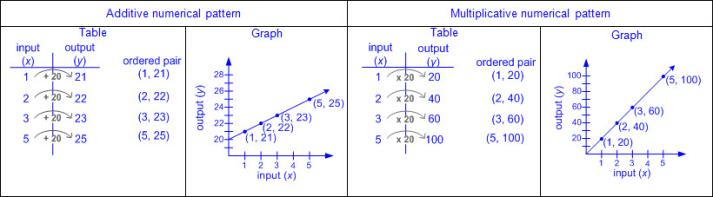 Additive numerical pattern
Table
input output
(x) (y) ordered pair
1 + 20 21 (1, 21)
2 + 20 22 (2, 22)
3 + 20 23 (3, 23)
5 + 20 25 (5, 25)
Graph
output (y)
28
26
24
22
20
(5, 25)
(3, 23)
(2, 22)
(1, 21)
1 2 3 4 5
input (x)
Multiplicative numerical pattern
Table
input output
(x) (y) ordered pair
1 x 20 20 (1, 20)
2 x 20 40 (2, 40)
3 x 20 60 (3, 60)
5 x 20 100 (5, 100)
Graph
output (y)
100
80
60
40
20
(5, 100)
(3, 60)
(2, 40)
(1, 20)
1 2 3 4 5
input (x)